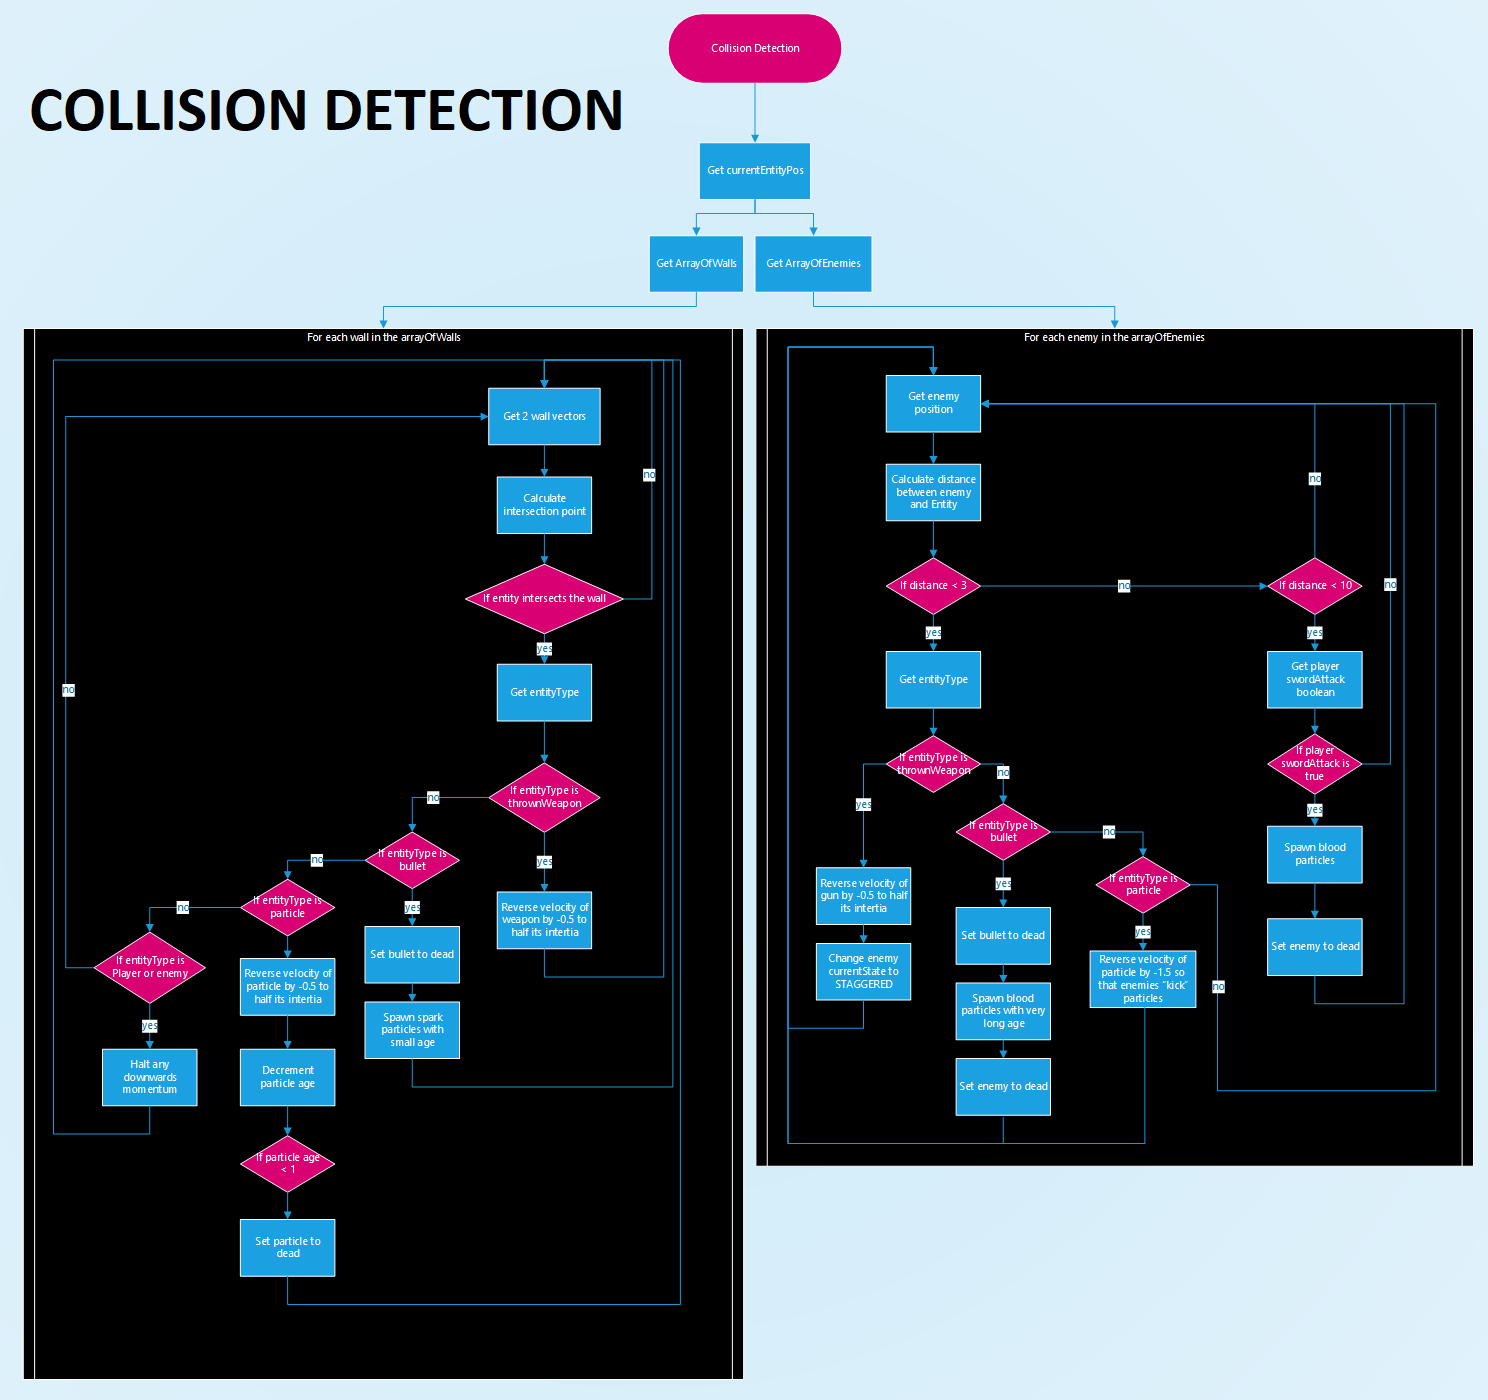 Collision Detection
COLLISION DETECTION
Get currentEntityPos
Get ArrayOfWalls
Get ArrayOfEnemies
For each wall in the arrayOfWalls
Get 2 wall vectors
no
Calculate
intersection point
If entity intersects the wall
yes
Get entityType
no
If entityType is
thrownWeapon
no
If entityType is
bullet
no
yes
If entityType is
particle
no
yes
Reverse velocity of
weapon by -0.5 to
half its intertia
If entityType is
Player or enemy
Reverse velocity of
particle by -0.5 to
half its intertia
Set bullet to dead
yes
Spawn spark
particles with
small age
Halt any
downwards
momentum
Decrement
particle age
If particle age
< 1
Set particle to
dead
For each enemy in the arrayOfEnemies
Get enemy
position
Calculate distance
between enemy
and Entity
no
If distance < 3
no
If distance < 10
no
yes
yes
Get entityType
Get player
swordAttack
boolean
If entityType is
thrownWeapon
no
If player
swordAttack is
true
yes
yes
If entityType is
bullet
no
Spawn blood
particles
If entityType is
particle
Reverse velocity of
gun by -0.5 to half
its intertia
yes
Set bullet to dead
yes
Set enemy to dead
Change enemy
currentState to
STAGGERED
Reverse velocity of
particle by -1.5 so
that enemies "kick"
particles
no
Spawn blood
particles with very
long age
Set enemy to dead